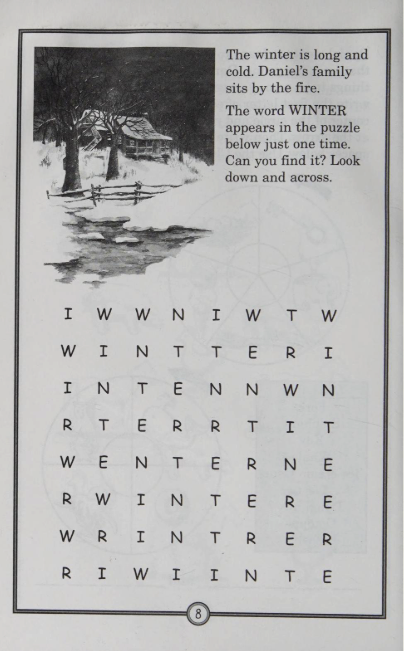 The winter is long and
cold. Daniel's family
sits by the fire.
The word WINTER
appears in the puzzle
below just one time.
Can you find it? Look
down and across.
I W W N I W T W
W I N T T E R I
I N T E N N W N
R T E R R T I T
W E N T E R N E
R W I N T E R E
W R I N T R E R
R I W I I N T E
8